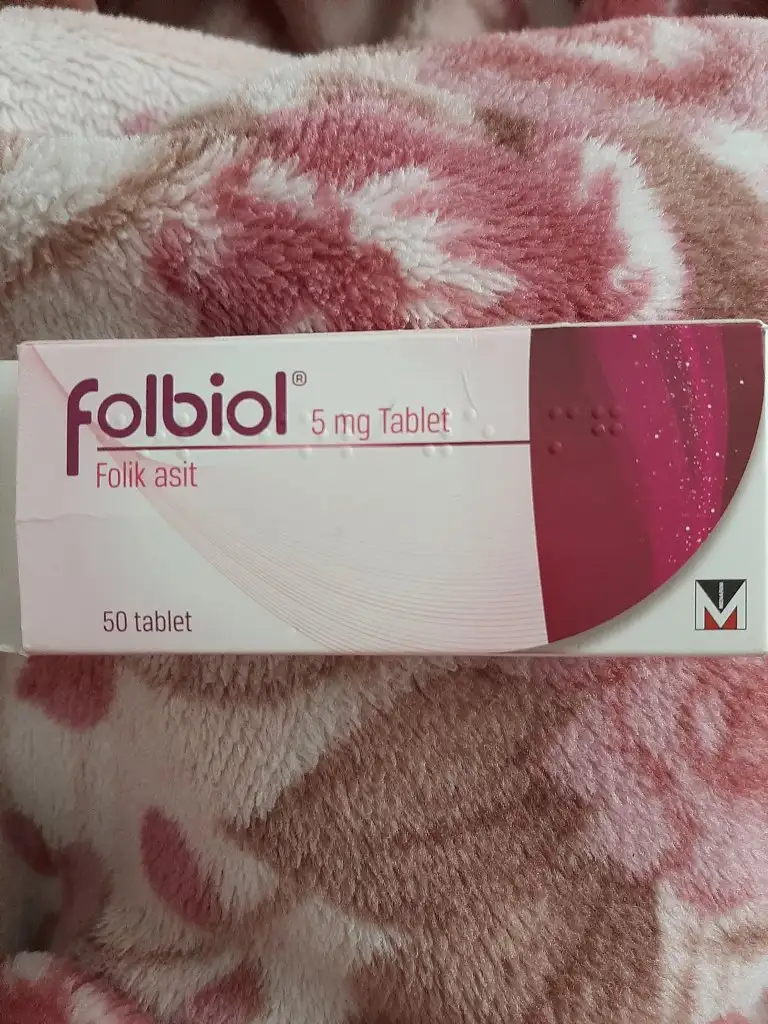 folbiol® 5 mg Tablet
Folik asit
50 tablet